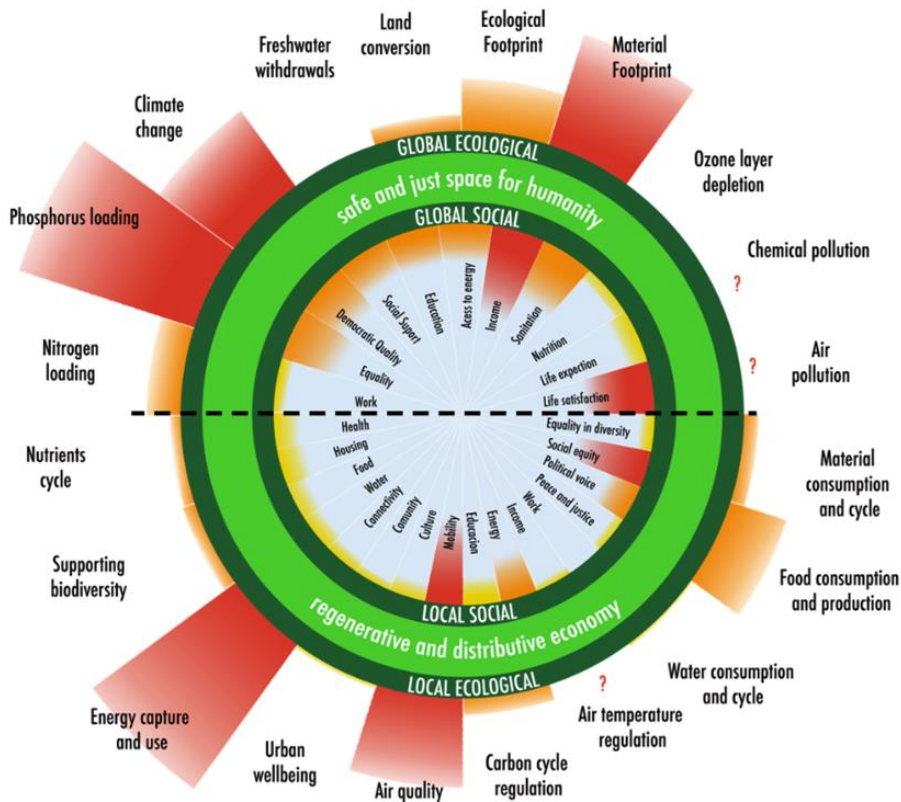 Land
conversion
Ecological
Footprint
Material
Footprint
Freshwater
withdrawals
Climate
change
Phosphorus loading
Nitrogen
loading
Ozone layer
depletion
Chemical pollution
?
Air
pollution
?
GLOBAL ECOLOGICAL
safe and just space for humanity
GLOBAL SOCIAL
Work
Equality
Democratic Quality
Social Suport
Education
Acess to energy
Income
Sanitation
Nutrition
Life expection
Life satisfaction
Equality in diversity
Social equity
Political voice
Peace and justice
Work
Income
Energy
Educacion
Mobility
Culture
Comunity
Connectivity
Water
Food
Housing
Health
LOCAL SOCIAL
regenerative and distributive economy
LOCAL ECOLOGICAL
Nutrients
cycle
Supporting
biodiversity
Energy capture
and use
Urban
wellbeing
Air quality
Carbon cycle
regulation
?
Air temperature
regulation
Water consumption
and cycle
Food consumption
and production
Material
consumption
and cycle